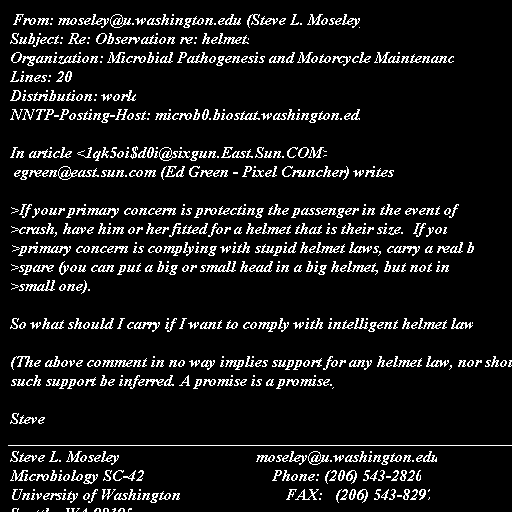 From: moseley@u.washington.edu (Steve L. Moseley
Subject: Re: Observation re: helmet
Organization: Microbial Pathogenesis and Motorcycle Maintenanc
Lines: 20
Distribution: worl
NNTP-Posting-Host: microb0.biostat.washington.ed
In article <1qk5oi$d0i@sixgun.East.Sun.COM>
egreen@east.sun.com (Ed Green - Pixel Cruncher) writes
>If your primary concern is protecting the passenger in the event of
>crash, have him or her fitted for a helmet that is their size. If you
>primary concern is complying with stupid helmet laws, carry a real b
>spare (you can put a big or small head in a big helmet, but not in
>small one).
So what should I carry if I want to comply with intelligent helmet law
(The above comment in no way implies support for any helmet law, nor shou
such support be inferred. A promise is a promise.
Steve
Steve L. Moseley moseley@u.washington.edu
Microbiology SC-42 Phone: (206) 543-282
University of Washington FAX: (206) 543-829